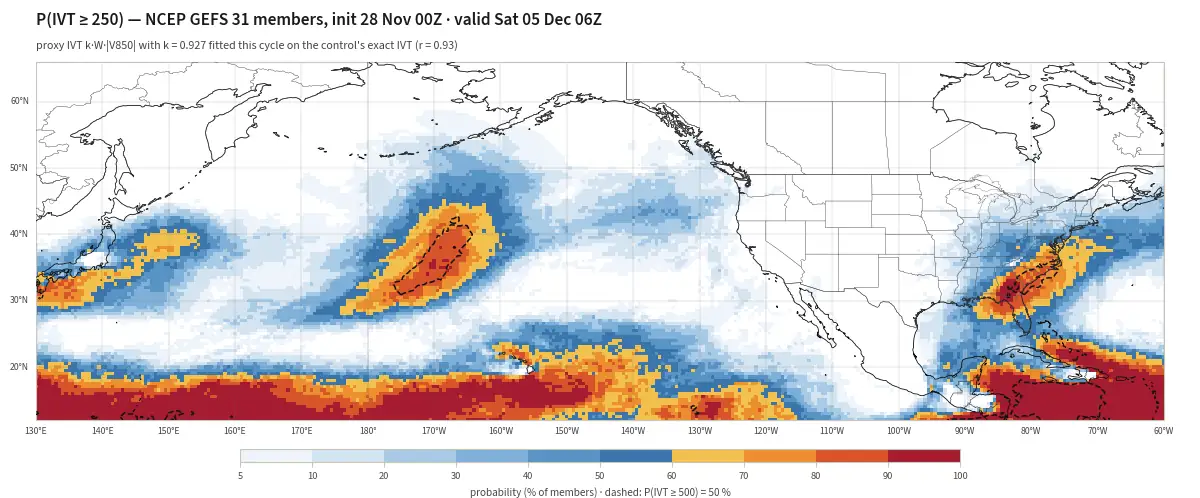 P(IVT ≥ 250) — NCEP GEFS 31 members, init 28 Nov 00Z · valid Sat 05 Dec 06Z
proxy IVT k·W·|V850| with k = 0.927 fitted this cycle on the control's exact IVT (r = 0.93)
60°N
50°N
40°N
30°N
20°N
130°E 140°E 150°E 160°E 170°E 180° 170°W 160°W 150°W 140°W 130°W 120°W 110°W 100°W 90°W 80°W 70°W 60°W
5 10 20 30 40 50 60 70 80 90 100
probability (% of members) · dashed: P(IVT ≥ 500) = 50 %